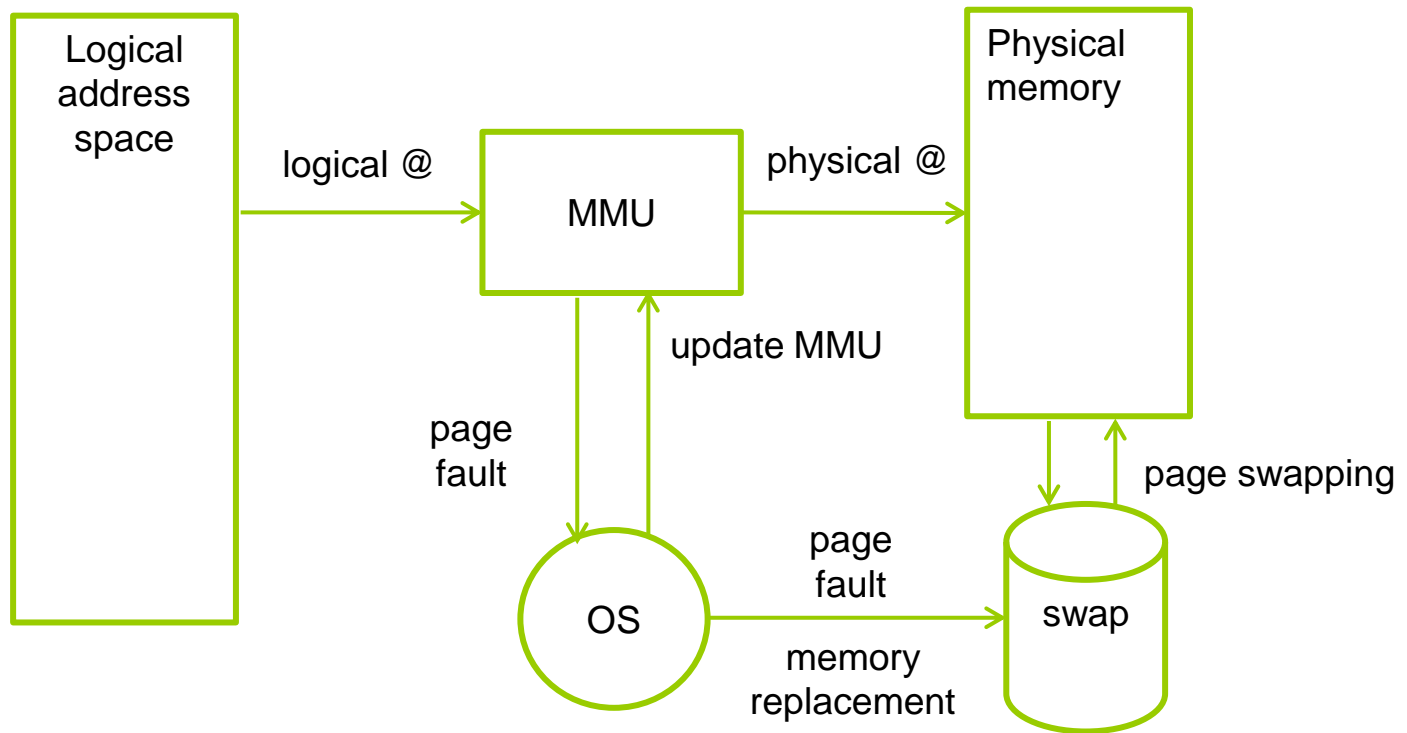 Logical
address
space
logical @
MMU
physical @
Physical
memory
update MMU
page
fault
page swapping
OS
page
fault
memory
replacement
swap